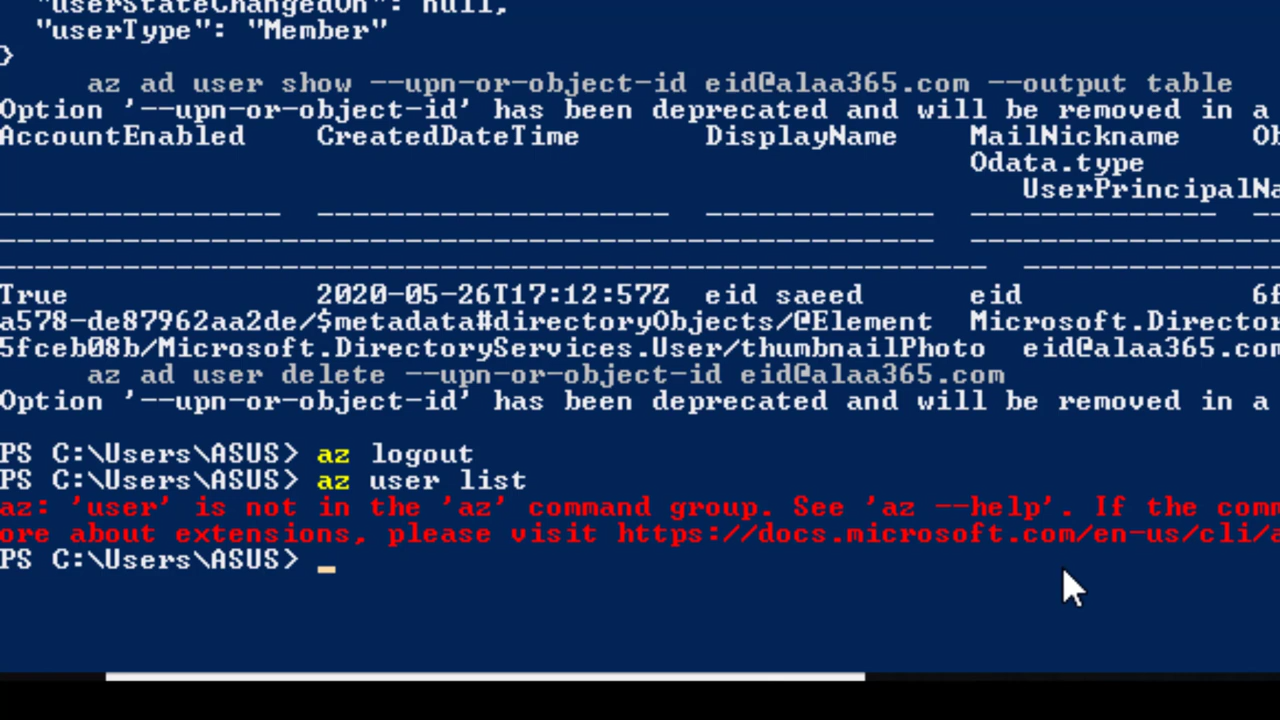 "userStateChangedOn": null,
"userType": "Member"
}
az ad user show --upn-or-object-id eid@alaa365.com --output table
Option '--upn-or-object-id' has been deprecated and will be removed in a
AccountEnabled CreatedDateTime DisplayName MailNickname Ob
Odata.type
UserPrincipalNa
---------------- -------------------- ------------- -------------- --
----------------------------------------------------- ------------------
-------------------------------------------------------- ---------------
True 2020-05-26T17:12:57Z eid saeed eid 6f
a578-de87962aa2de/$metadata#directoryObjects/@Element Microsoft.Director
5fceb08b/Microsoft.DirectoryServices.User/thumbnailPhoto eid@alaa365.com
az ad user delete --upn-or-object-id eid@alaa365.com
Option '--upn-or-object-id' has been deprecated and will be removed in a
PS C:\Users\ASUS> az logout
PS C:\Users\ASUS> az user list
az: 'user' is not in the 'az' command group. See 'az --help'. If the comm
ore about extensions, please visit https://docs.microsoft.com/en-us/cli/a
PS C:\Users\ASUS> _